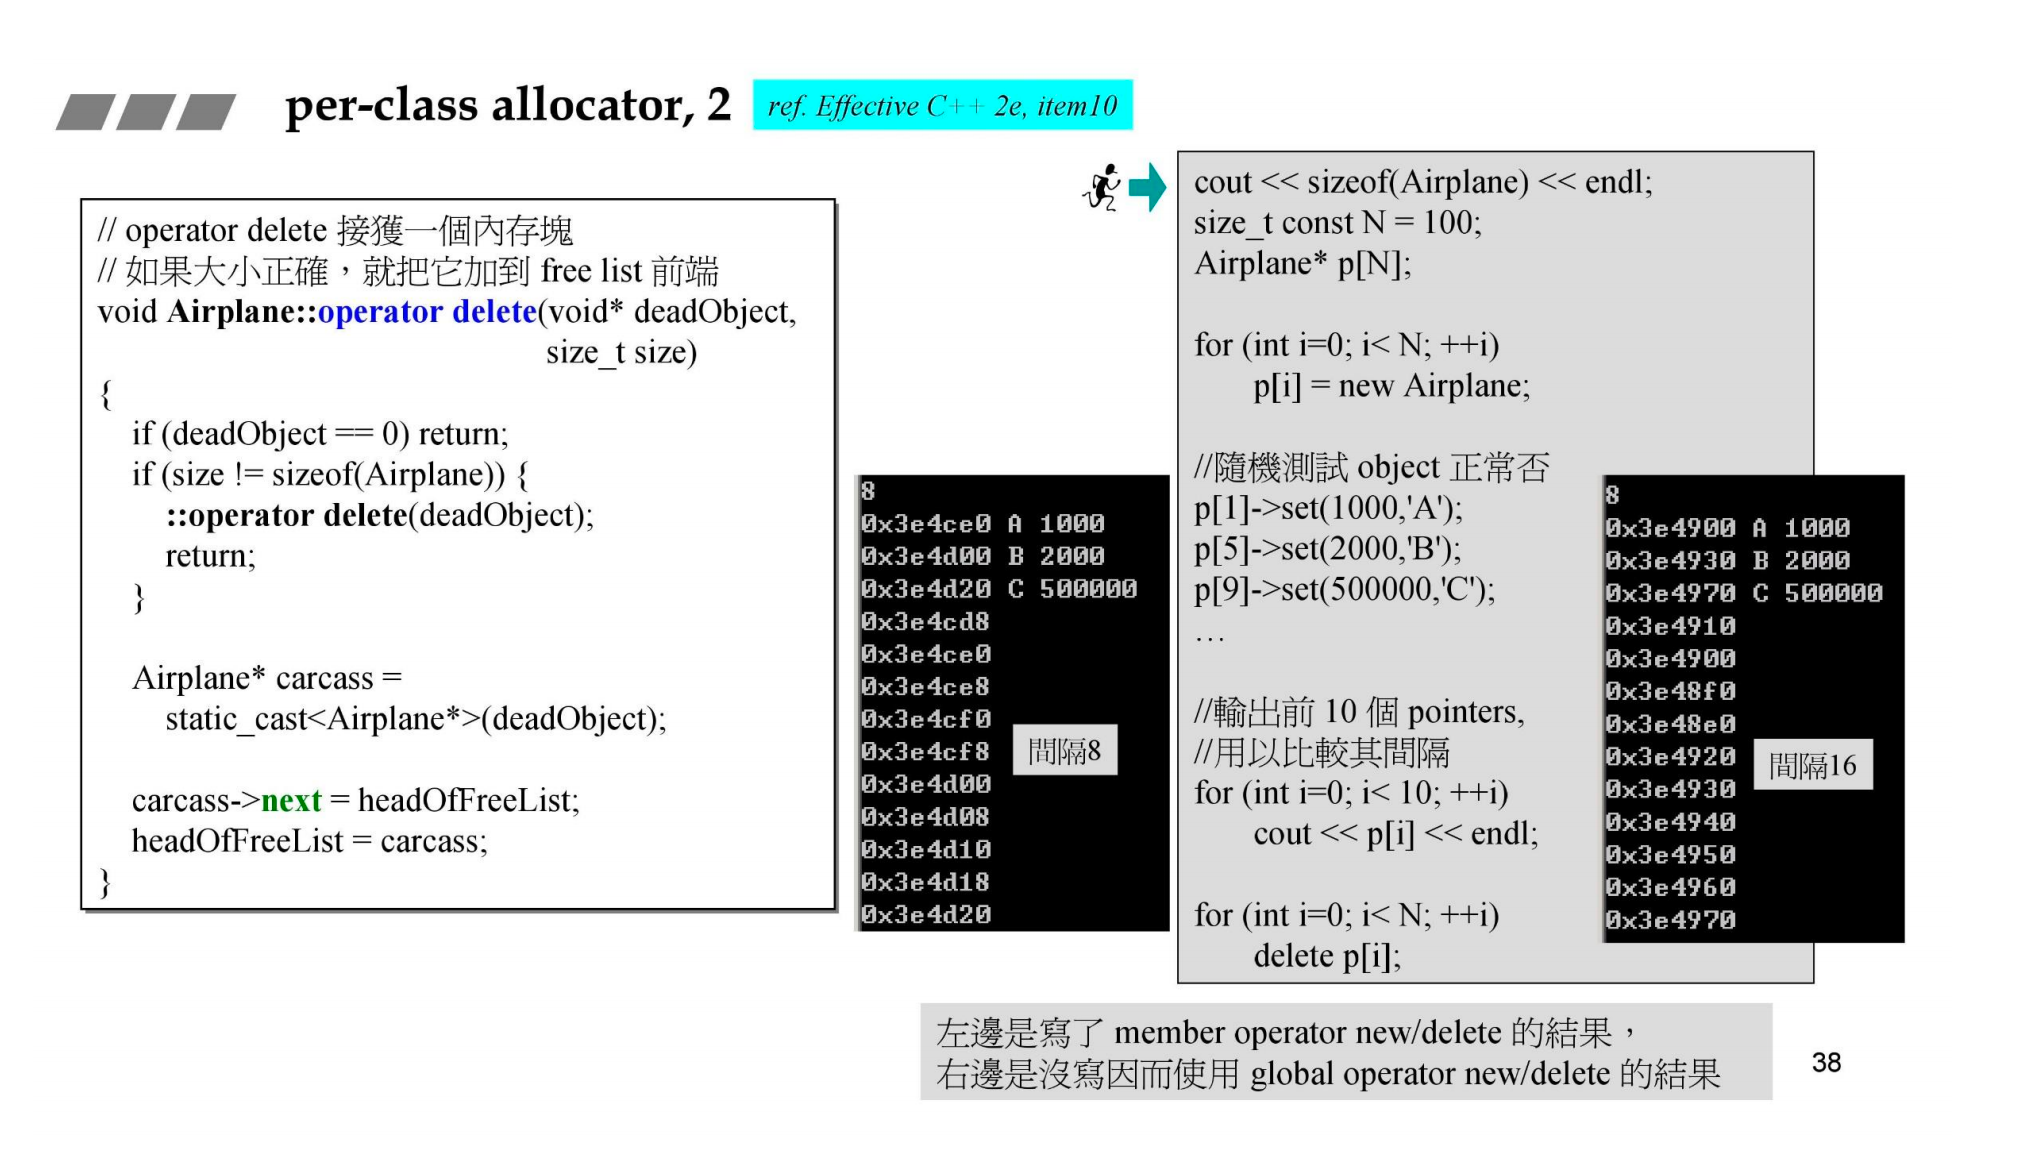 per-class allocator, 2
ref. Effective C++ 2e, item10
// operator delete 接獲一個內存塊
// 如果大小正確，就把它加到 free list 前端
void Airplane::operator delete(void* deadObject,
size_t size)
{
if (deadObject == 0) return;
if (size != sizeof(Airplane)) {
::operator delete(deadObject);
return;
}
Airplane* carcass =
static_cast<Airplane*>(deadObject);
carcass->next = headOfFreeList;
headOfFreeList = carcass;
}
8
0x3e4ce0 A 1000
0x3e4d00 B 2000
0x3e4d20 C 500000
0x3e4cd8
0x3e4ce0
0x3e4ce8
0x3e4cf0
0x3e4cf8
0x3e4d00
0x3e4d08
0x3e4d10
0x3e4d18
0x3e4d20
間隔8
cout << sizeof(Airplane) << endl;
size_t const N = 100;
Airplane* p[N];
for (int i=0; i< N; ++i)
p[i] = new Airplane;
//隨機測試 object 正常否
p[1]->set(1000,'A');
p[5]->set(2000,'B');
p[9]->set(500000,'C');
…
//輸出前 10 個 pointers,
//用以比較其間隔
for (int i=0; i< 10; ++i)
cout << p[i] << endl;
for (int i=0; i< N; ++i)
delete p[i];
8
0x3e4900 A 1000
0x3e4930 B 2000
0x3e4970 C 500000
0x3e4910
0x3e4900
0x3e48f0
0x3e48e0
0x3e4920
0x3e4930
0x3e4940
0x3e4950
0x3e4960
0x3e4970
間隔16
左邊是寫了 member operator new/delete 的結果，
右邊是沒寫因而使用 global operator new/delete 的結果
38